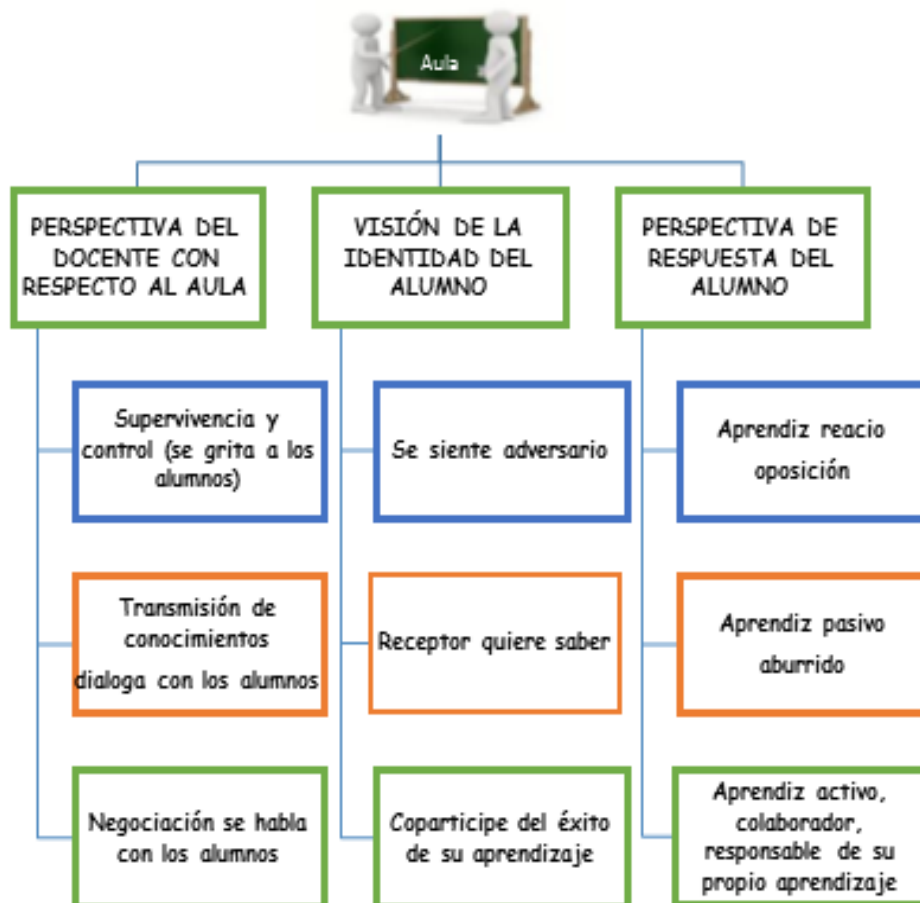 Aula
PERSPECTIVA DEL
DOCENTE CON
RESPECTO AL AULA
VISIÓN DE LA
IDENTIDAD DEL
ALUMNO
PERSPECTIVA DE
RESPUESTA DEL
ALUMNO
Supervivencia y
control (se grita a los
alumnos)
Se siente adversario
Aprendiz reacio
oposición
Transmisión de
conocimientos
dialoga con los alumnos
Receptor quiere saber
Aprendiz pasivo
aburrido
Negociación se habla
con los alumnos
Coparticipe del éxito
de su aprendizaje
Aprendiz activo,
colaborador,
responsable de su
propio aprendizaje